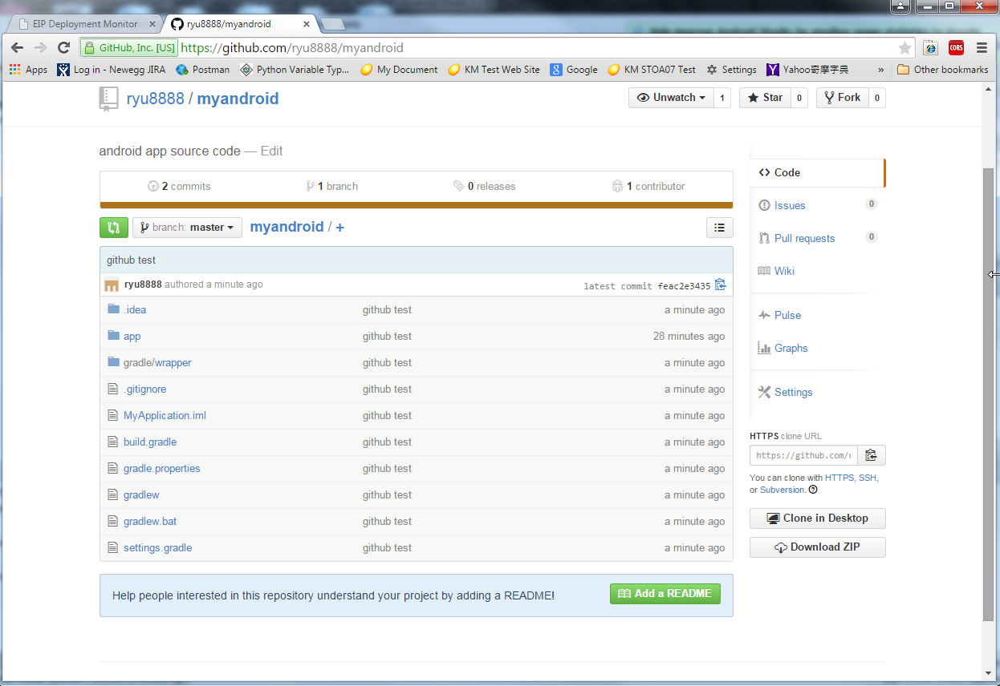 EIP Deployment Monitor
ryu8888/myandroid
GitHub, Inc. [US] https://github.com/ryu8888/myandroid
Apps Log in - Newegg JIRA Postman Python Variable Typ... My Document KM Test Web Site Google KM STOA07 Test Settings Yahoo奇摩字典 » Other bookmarks
ryu8888 / myandroid
Unwatch 1 Star 0 Fork 0
android app source code — Edit
2 commits 1 branch 0 releases 1 contributor
branch: master myandroid / +
github test
ryu8888 authored a minute ago latest commit feac2e3435
.idea github test a minute ago
app github test 28 minutes ago
gradle/wrapper github test a minute ago
.gitignore github test a minute ago
MyApplication.iml github test a minute ago
build.gradle github test a minute ago
gradle.properties github test a minute ago
gradlew github test a minute ago
gradlew.bat github test a minute ago
settings.gradle github test a minute ago
Help people interested in this repository understand your project by adding a README!
Add a README
Code
Issues 0
Pull requests 0
Wiki
Pulse
Graphs
Settings
HTTPS clone URL
https://github.com/r
You can clone with HTTPS, SSH,
or Subversion.
Clone in Desktop
Download ZIP
CORS